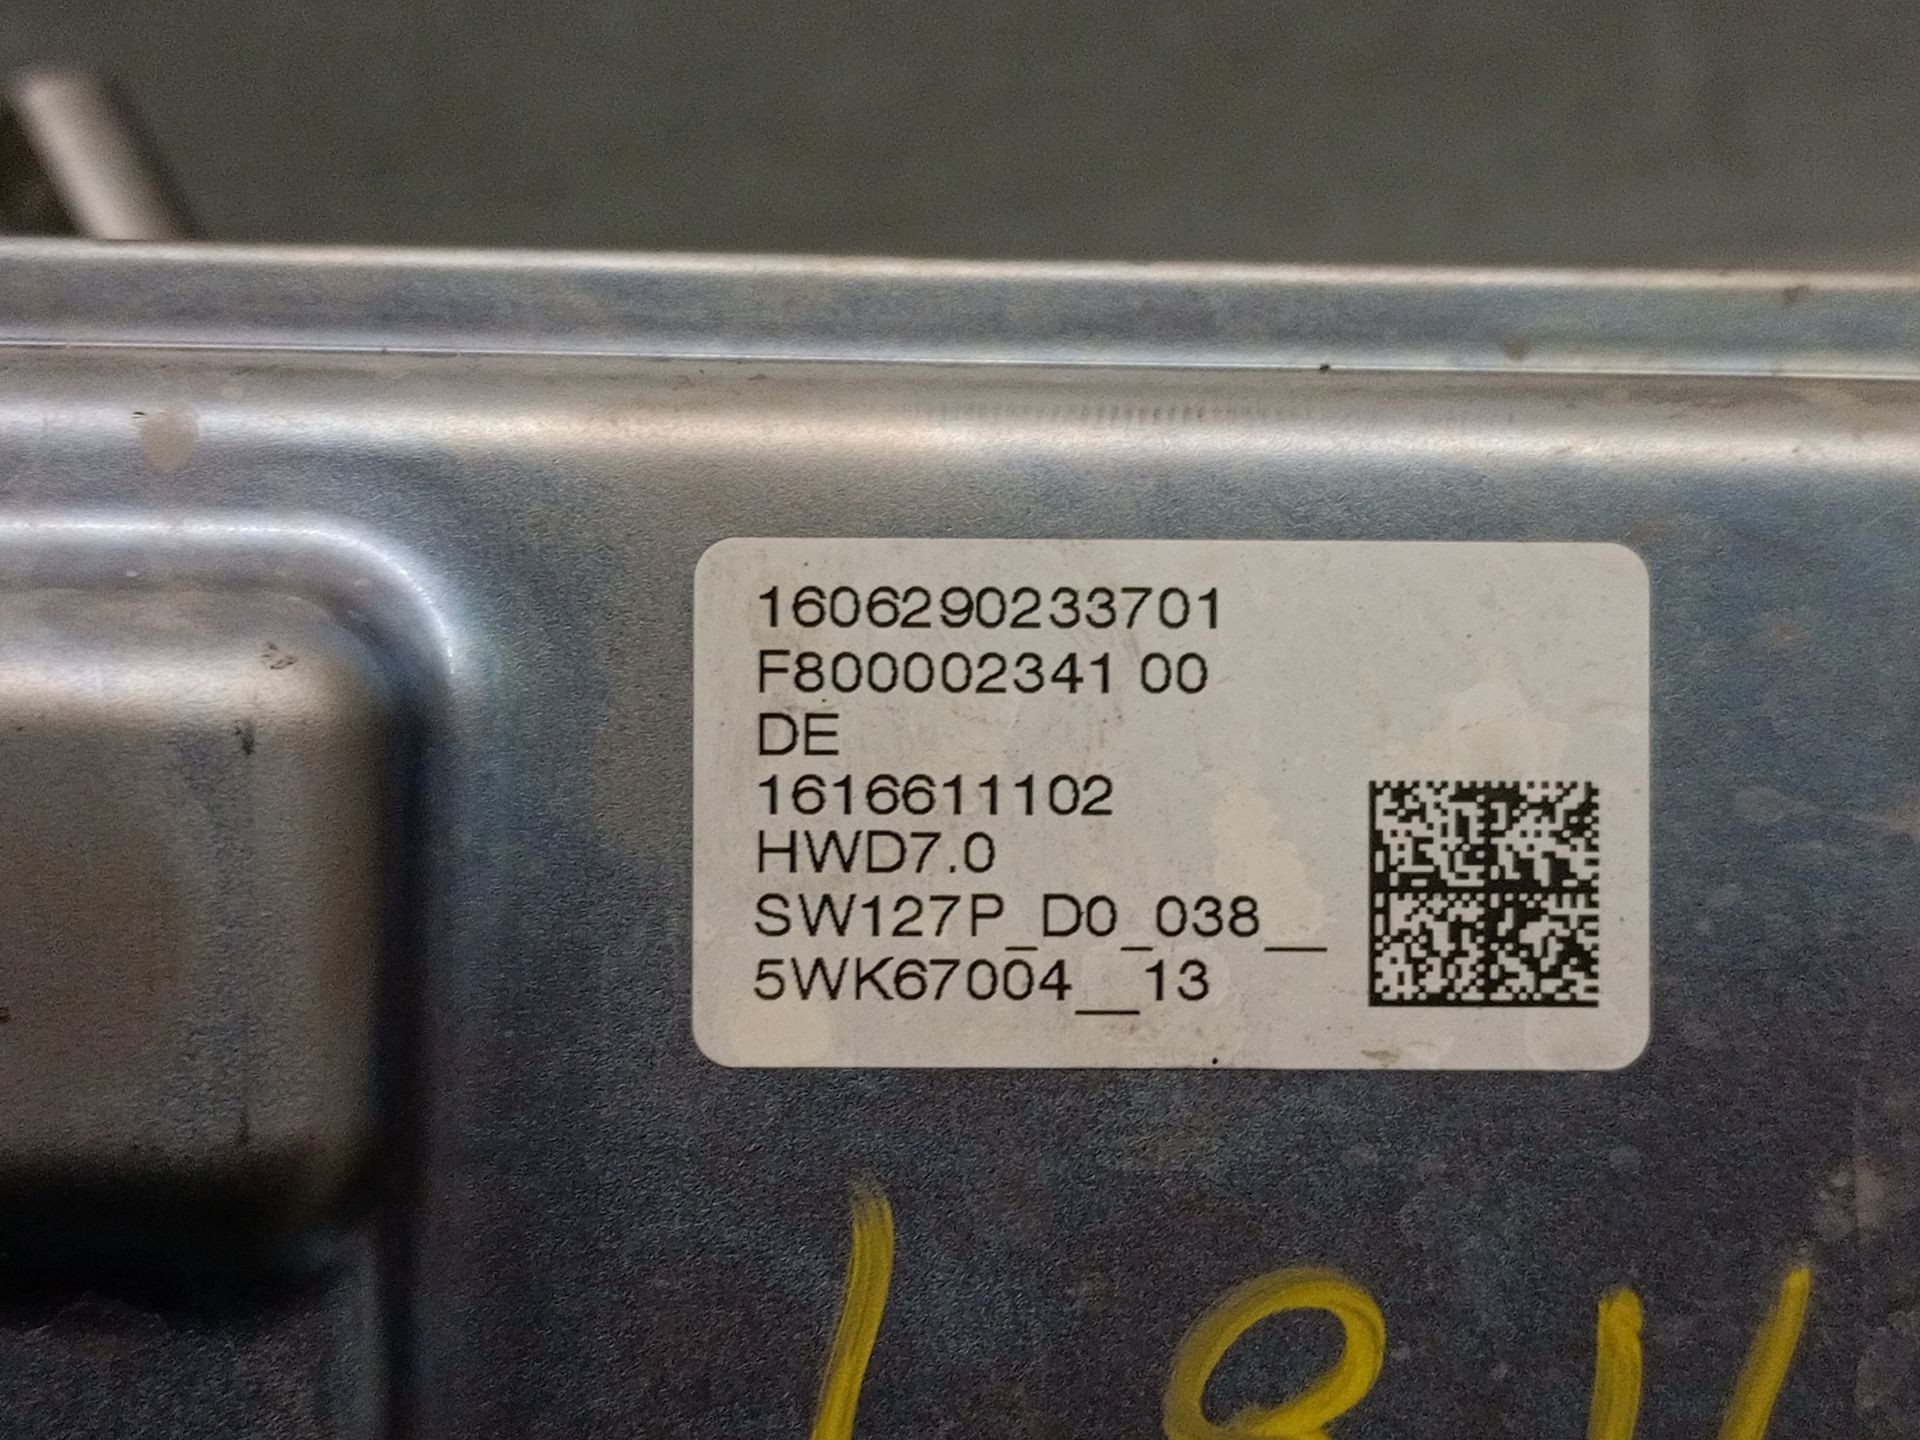 1606290233701
F800002341 00
DE
1616611102
HWD7.0
SW127P_D0_038__
5WK67004__13